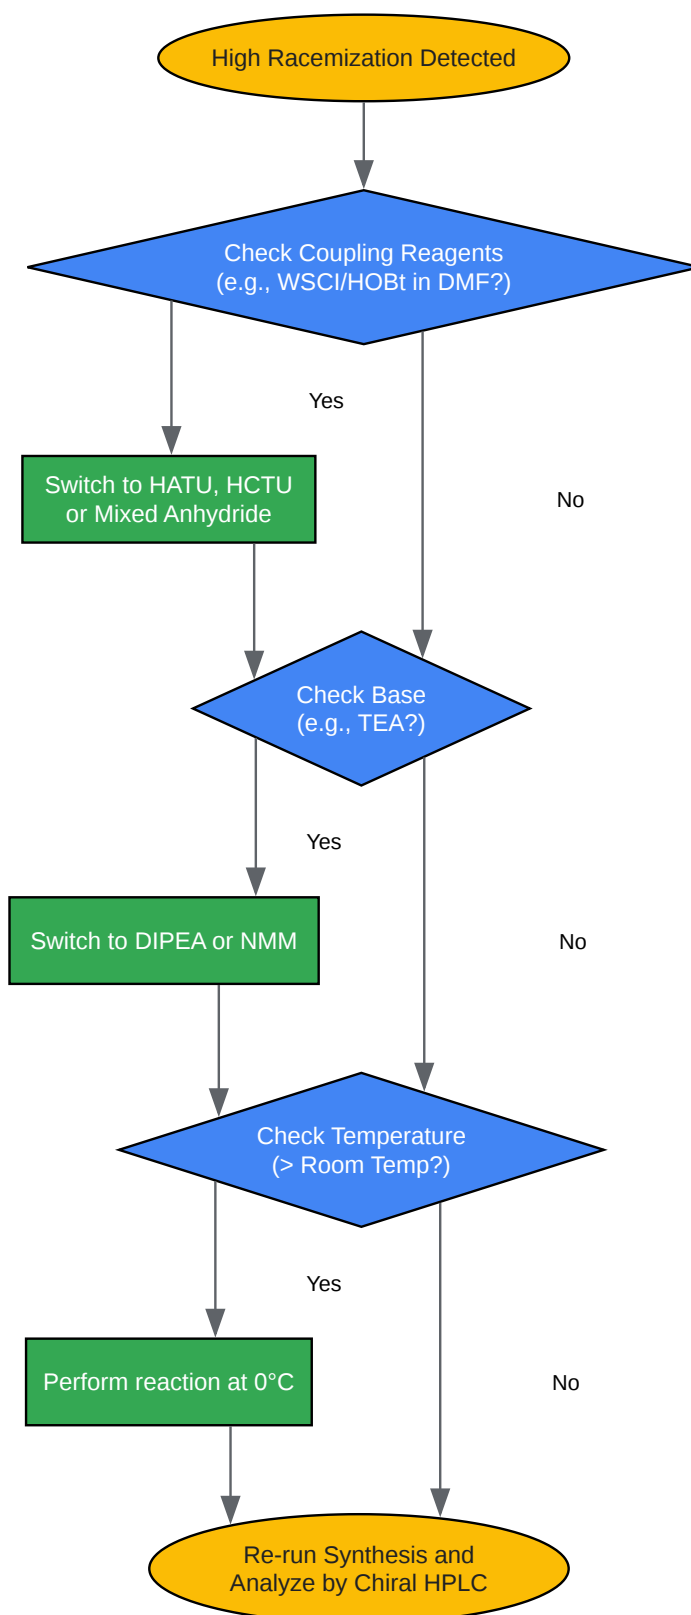 High Racemization Detected
Check Coupling Reagents
(e.g., WSCI/HOBt in DMF?)
Yes
Switch to HATU, HCTU
or Mixed Anhydride
No
Check Base
(e.g., TEA?)
Yes
Switch to DIPEA or NMM
No
Check Temperature
(> Room Temp?)
Yes
Perform reaction at 0°C
No
Re-run Synthesis and
Analyze by Chiral HPLC